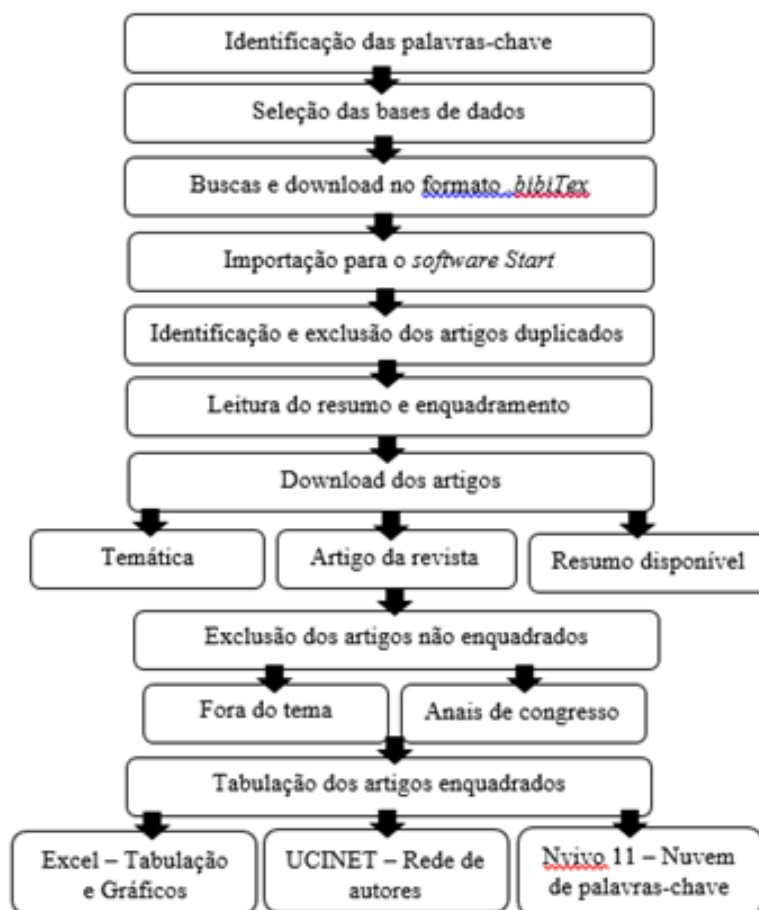 Identificação das palavras-chave
Seleção das bases de dados
Buscas e download no formato .bibiTex
Importação para o software Start
Identificação e exclusão dos artigos duplicados
Leitura do resumo e enquadramento
Download dos artigos
Temática
Artigo da revista
Resumo disponível
Exclusão dos artigos não enquadrados
Fora do tema
Anais de congresso
Tabulação dos artigos enquadrados
Excel – Tabulação
e Gráficos
UCINET – Rede de
autores
Nvivo 11 – Nuvem
de palavras-chave